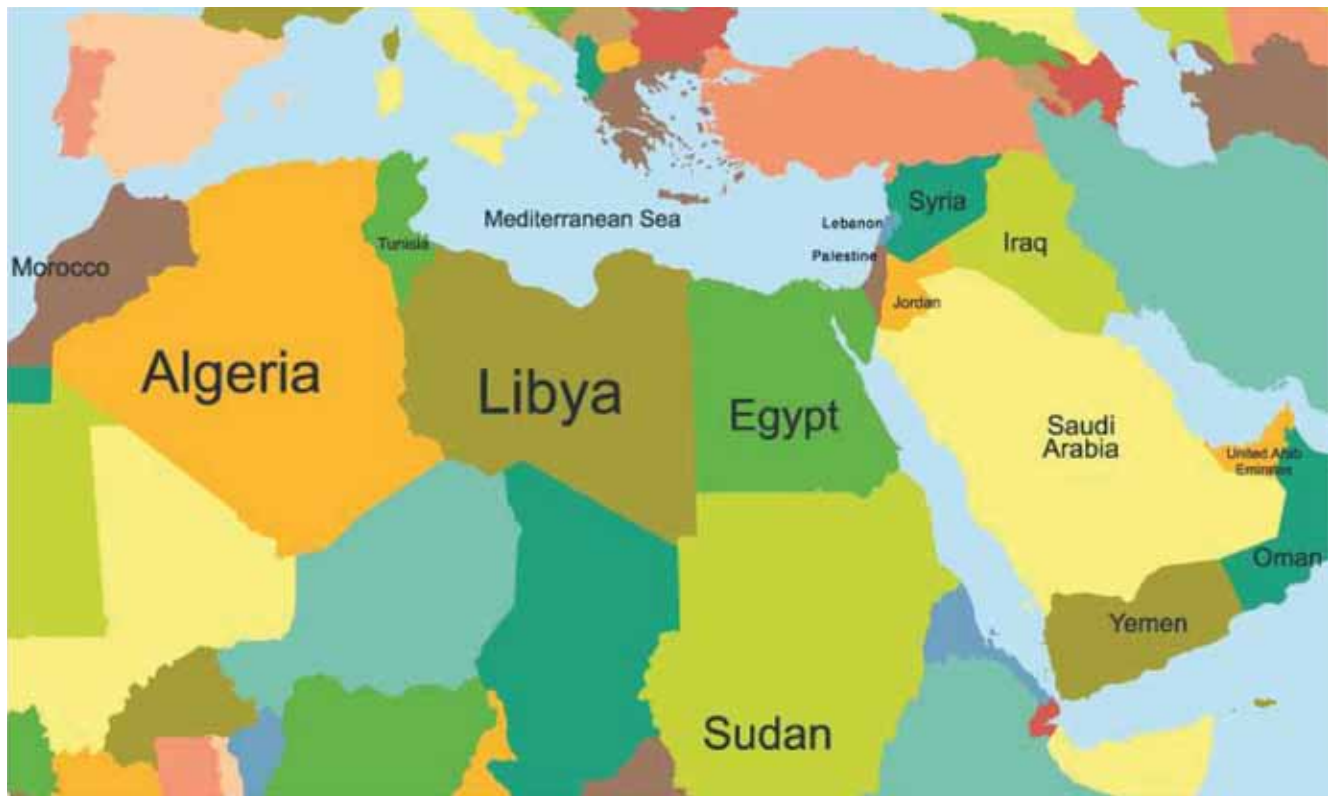 Syria
Mediterranean Sea
Lebanon
Iraq
Tunisia
Palestine
Morocco
Jordan
Algeria
Libya
Egypt
Saudi
Arabia
United Arab
Emirates
Oman
Yemen
Sudan